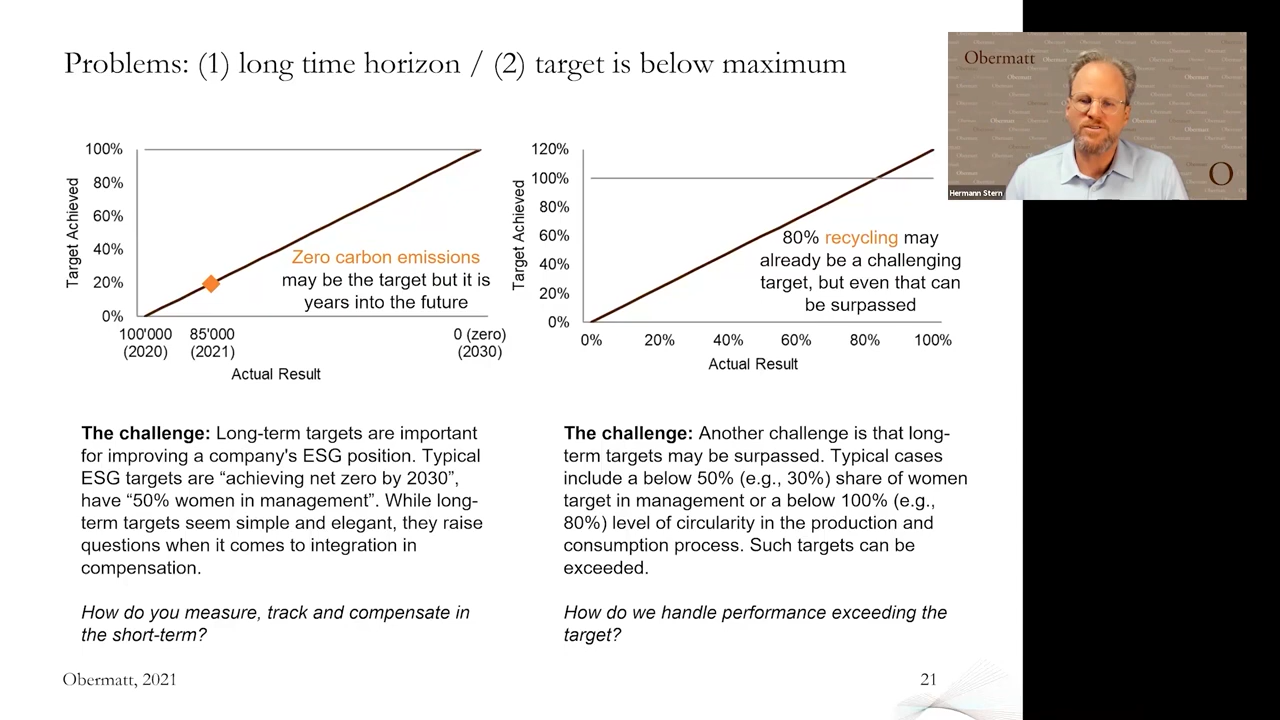 Problems: (1) long time horizon / (2) target is below maximum
Obermatt
O
Hermann Stern
Target Achieved
100%
80%
60%
40%
20%
0%
Zero carbon emissions
may be the target but it is
years into the future
100'000
(2020)
85'000
(2021)
0 (zero)
(2030)
Actual Result
Target Achieved
120%
100%
80%
60%
40%
20%
0%
80% recycling may
already be a challenging
target, but even that can
be surpassed
0% 20% 40% 60% 80% 100%
Actual Result
The challenge: Long-term targets are important
for improving a company's ESG position. Typical
ESG targets are “achieving net zero by 2030”,
have “50% women in management”. While long-
term targets seem simple and elegant, they raise
questions when it comes to integration in
compensation.
How do you measure, track and compensate in
the short-term?
The challenge: Another challenge is that long-
term targets may be surpassed. Typical cases
include a below 50% (e.g., 30%) share of women
target in management or a below 100% (e.g.,
80%) level of circularity in the production and
consumption process. Such targets can be
exceeded.
How do we handle performance exceeding the
target?
Obermatt, 2021
21